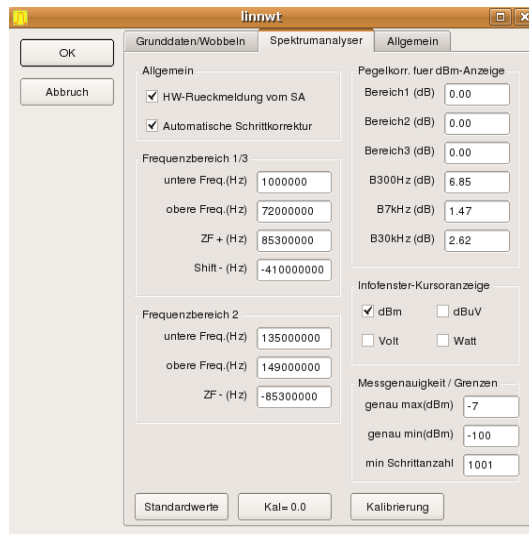 linnwt
OK
Abbruch
Grunddaten/Wobbeln
Spektrumanalyser
Allgemein
Allgemein
HW-Rueckmeldung vom SA
Automatische Schrittkorrektur
Frequenzbereich 1/3
untere Freq.(Hz) 1000000
obere Freq.(Hz) 72000000
ZF + (Hz) 85300000
Shift - (Hz) -410000000
Frequenzbereich 2
untere Freq.(Hz) 135000000
obere Freq.(Hz) 149000000
ZF - (Hz) -85300000
Pegelkorr. fuer dBm-Anzeige
Bereich1 (dB) 0.00
Bereich2 (dB) 0.00
Bereich3 (dB) 0.00
B300Hz (dB) 6.85
B7kHz (dB) 1.47
B30kHz (dB) 2.62
Infofenster-Kursoranzeige
dBm
dBuV
Volt
Watt
Messgenauigkeit / Grenzen
genau max(dBm) -7
genau min(dBm) -100
min Schrittanzahl 1001
Standardwerte
Kal= 0.0
Kalibrierung